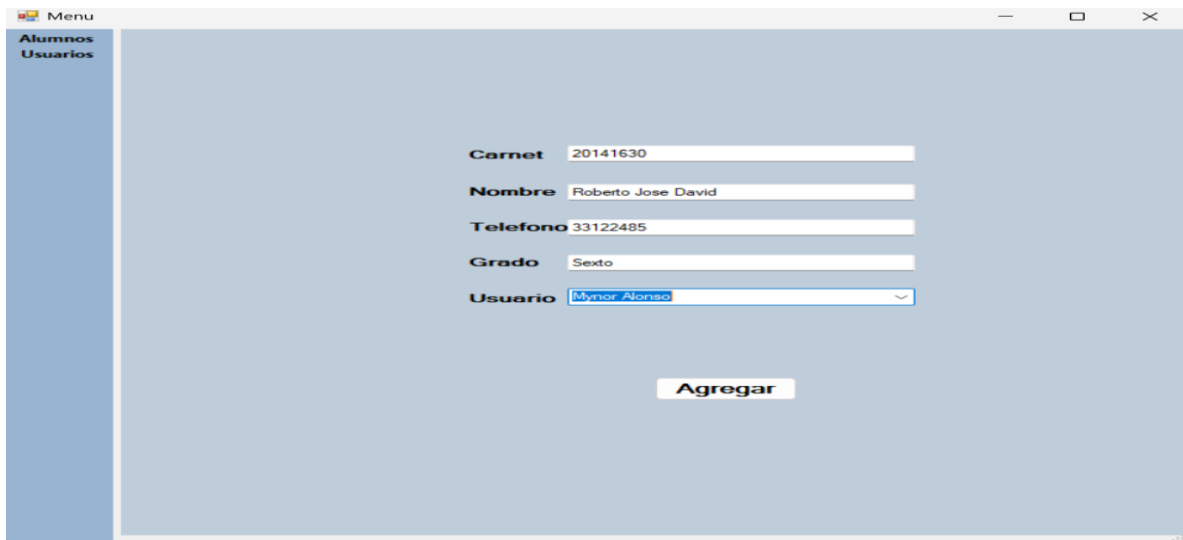 Menu
Alumnos
Usuarios
Carnet 20141630
Nombre Roberto Jose David
Telefono 33122485
Grado Sexto
Usuario Mynor Alonso
Agregar